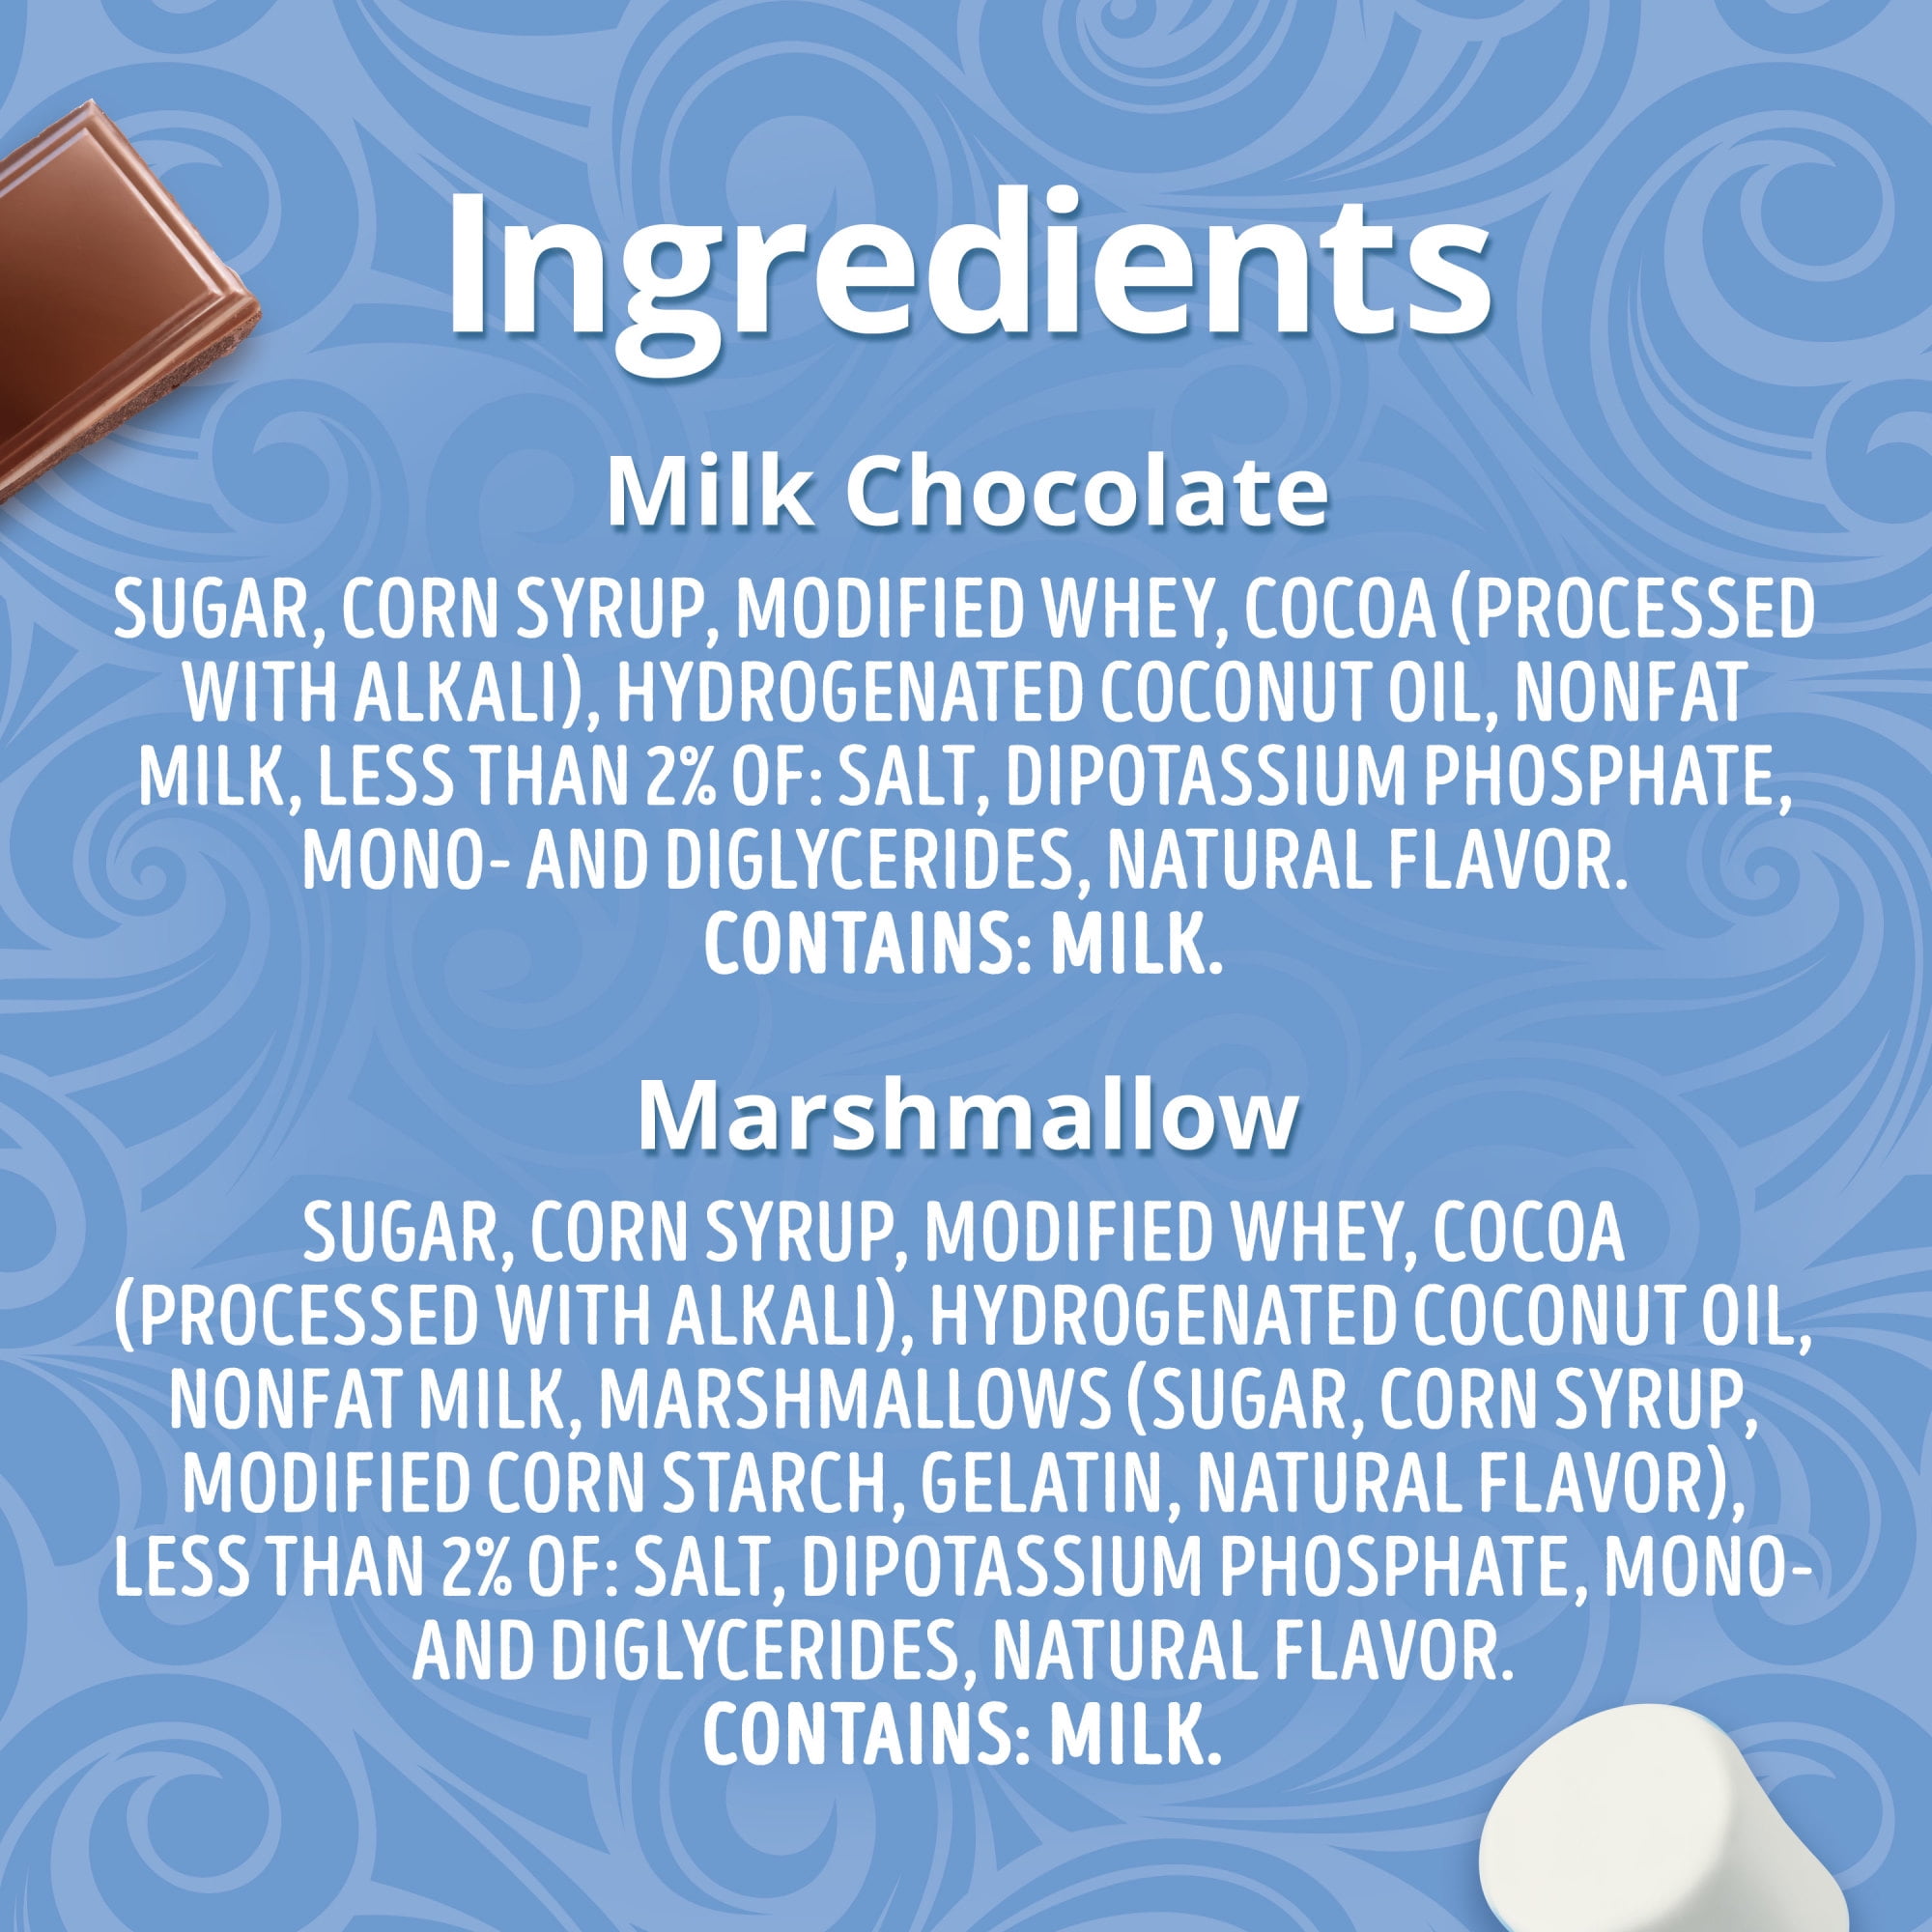 Ingredients
Milk Chocolate
SUGAR, CORN SYRUP, MODIFIED WHEY, COCOA (PROCESSED
WITH ALKALI), HYDROGENATED COCONUT OIL, NONFAT
MILK, LESS THAN 2% OF: SALT, DIPOTASSIUM PHOSPHATE,
MONO- AND DIGLYCERIDES, NATURAL FLAVOR.
CONTAINS: MILK.
Marshmallow
SUGAR, CORN SYRUP, MODIFIED WHEY, COCOA
(PROCESSED WITH ALKALI), HYDROGENATED COCONUT OIL,
NONFAT MILK, MARSHMALLOWS (SUGAR, CORN SYRUP,
MODIFIED CORN STARCH, GELATIN, NATURAL FLAVOR),
LESS THAN 2% OF: SALT, DIPOTASSIUM PHOSPHATE, MONO-
AND DIGLYCERIDES, NATURAL FLAVOR.
CONTAINS: MILK.